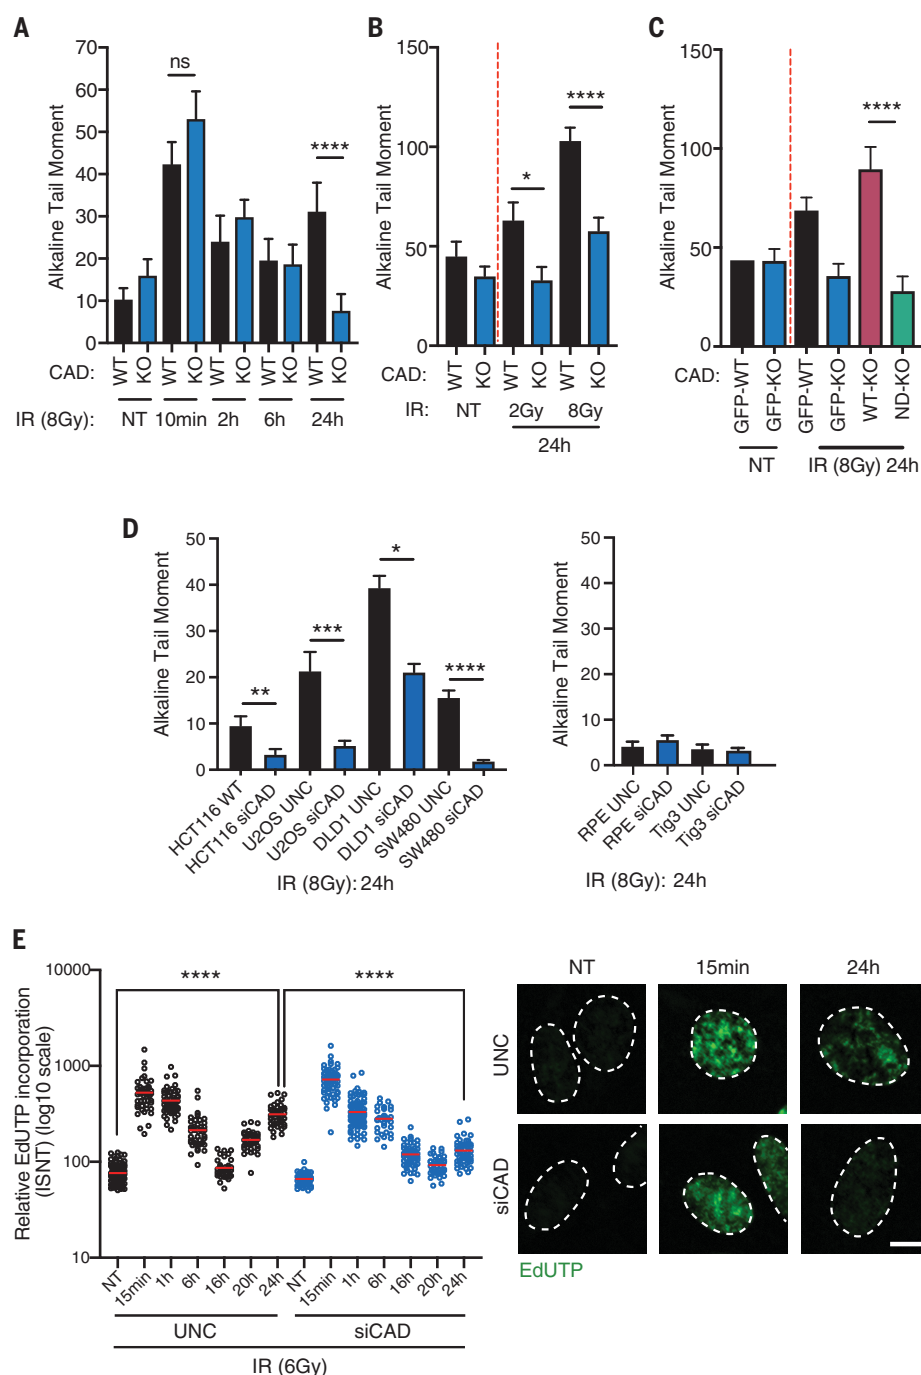 A
70
60
50
40
30
20
10
0
Alkaline Tail Moment
ns
****
CAD:
WT
KO
WT
KO
WT
KO
WT
KO
WT
KO
IR (8Gy):
NT
10min
2h
6h
24h
B
150
100
50
0
Alkaline Tail Moment
*
****
CAD:
WT
KO
WT
KO
WT
KO
IR:
NT
2Gy
8Gy
24h
C
150
100
50
0
Alkaline Tail Moment
****
CAD:
GFP-WT
GFP-KO
GFP-WT
GFP-KO
WT-KO
ND-KO
NT
IR (8Gy) 24h
D
50
40
30
20
10
0
Alkaline Tail Moment
**
***
*
****
HCT116 WT
HCT116 siCAD
U2OS UNC
U2OS siCAD
DLD1 UNC
DLD1 siCAD
SW480 UNC
SW480 siCAD
IR (8Gy): 24h
50
40
30
20
10
0
Alkaline Tail Moment
RPE UNC
RPE siCAD
Tig3 UNC
Tig3 siCAD
IR (8Gy): 24h
E
10000
1000
100
10
Relative EdUTP incorporation
(ISNT) (log10 scale)
****
****
NT
15min
1h
6h
16h
20h
24h
NT
15min
1h
6h
16h
20h
24h
UNC
siCAD
IR (6Gy)
NT
15min
24h
UNC
siCAD
EdUTP